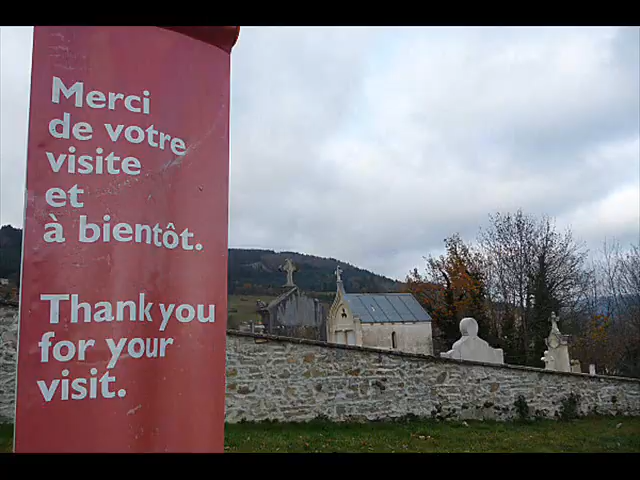 Merci
de votre
visite
et
à bientôt.
Thank you
for your
visit.